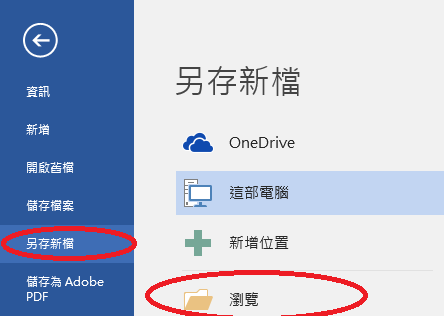 資訊
新增
開啟舊檔
儲存檔案
另存新檔
儲存為 Adobe
PDF
另存新檔
OneDrive
這部電腦
新增位置
瀏覽